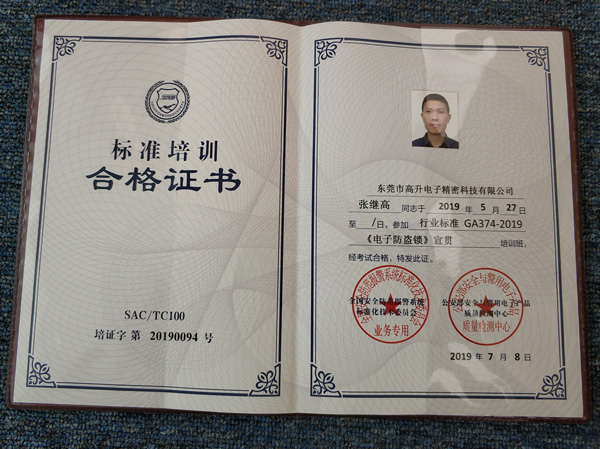 标准培训
合格证书
SAC/TC100
培证字 第 20190094 号
东莞市高升电子精密科技有限公司
张继高 同志于 2019 年 5 月 27 日
至 / 日，参加 行业标准 GA374-2019
《电子防盗锁》宣贯 培训班，
经考试合格，特发此证。
全国安全防范报警系统
标准化技术委员会
业务专用
公安部安全与警用电子产品
质量检测中心
质量检测中心
2019 年 7 月 8 日